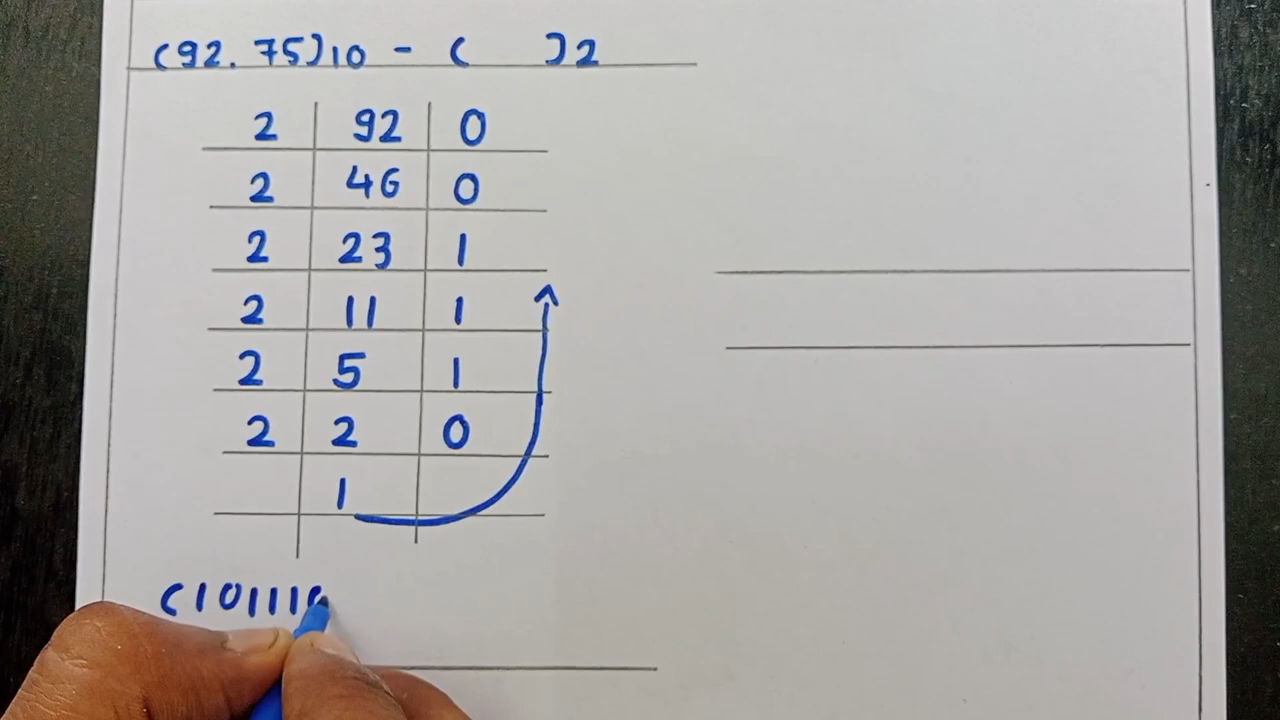 (92.75)10 - (     )2
2 92 0
2 46 0
2 23 1
2 11 1
2 5 1
2 2 0
1
(101110